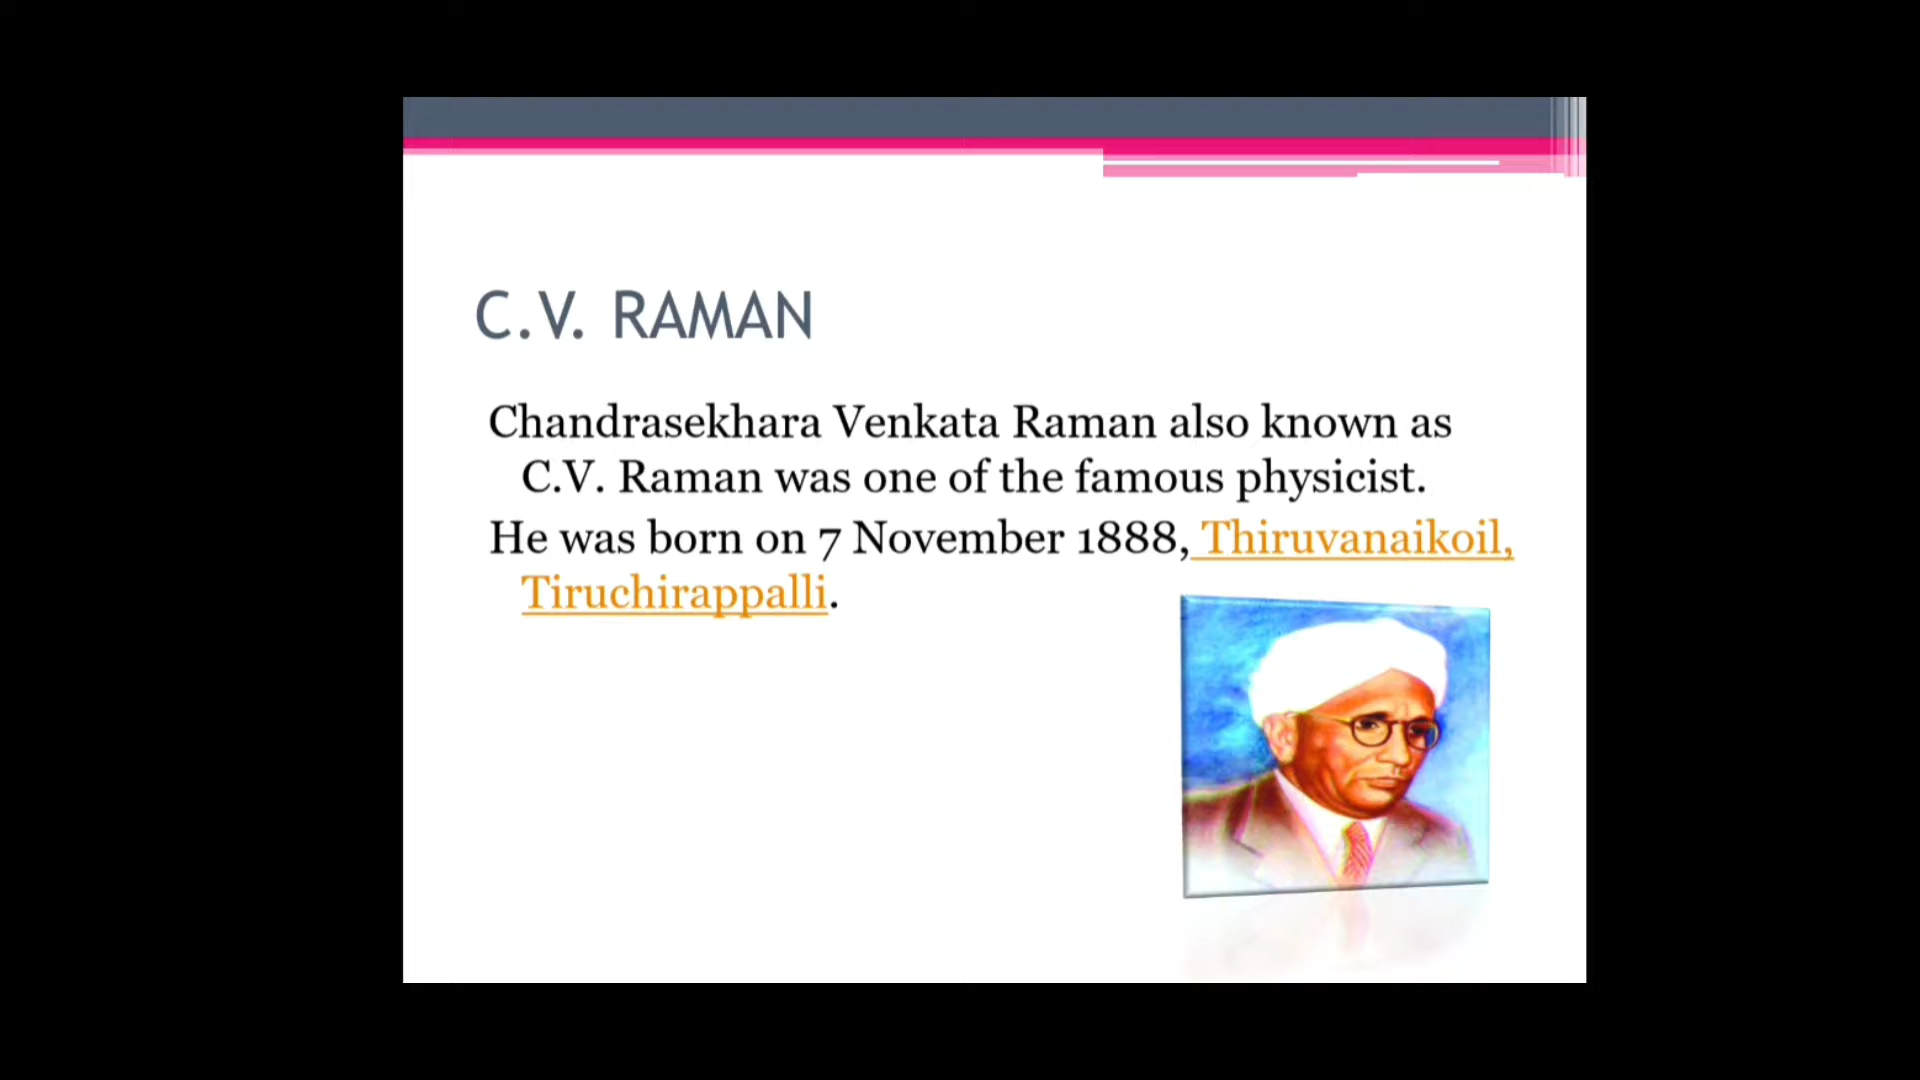 C.V. RAMAN
Chandrasekhara Venkata Raman also known as
C.V. Raman was one of the famous physicist.
He was born on 7 November 1888, Thiruvanaikoil,
Tiruchirappalli.